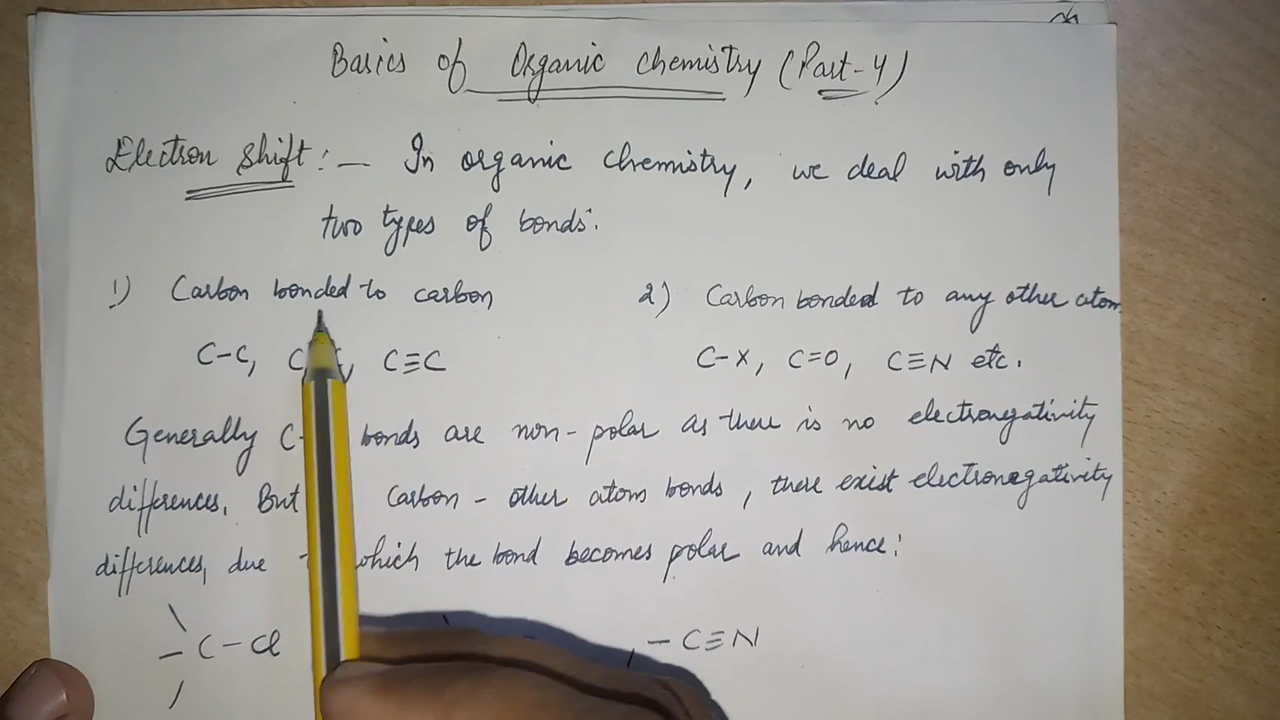 Basics of Organic Chemistry (Part-4)
Electron Shift:— In organic chemistry, we deal with only
two types of bonds:
1) Carbon bonded to carbon
2) Carbon bonded to any other atom
C-C, C C, C≡C
C-X, C=O, C≡N etc.
Generally C- bonds are non-polar as there is no electronegativity
differences. But Carbon - other atom bonds, there exist electronegativity
differences, due which the bond becomes polar and hence:
- C-Cl
- C≡N